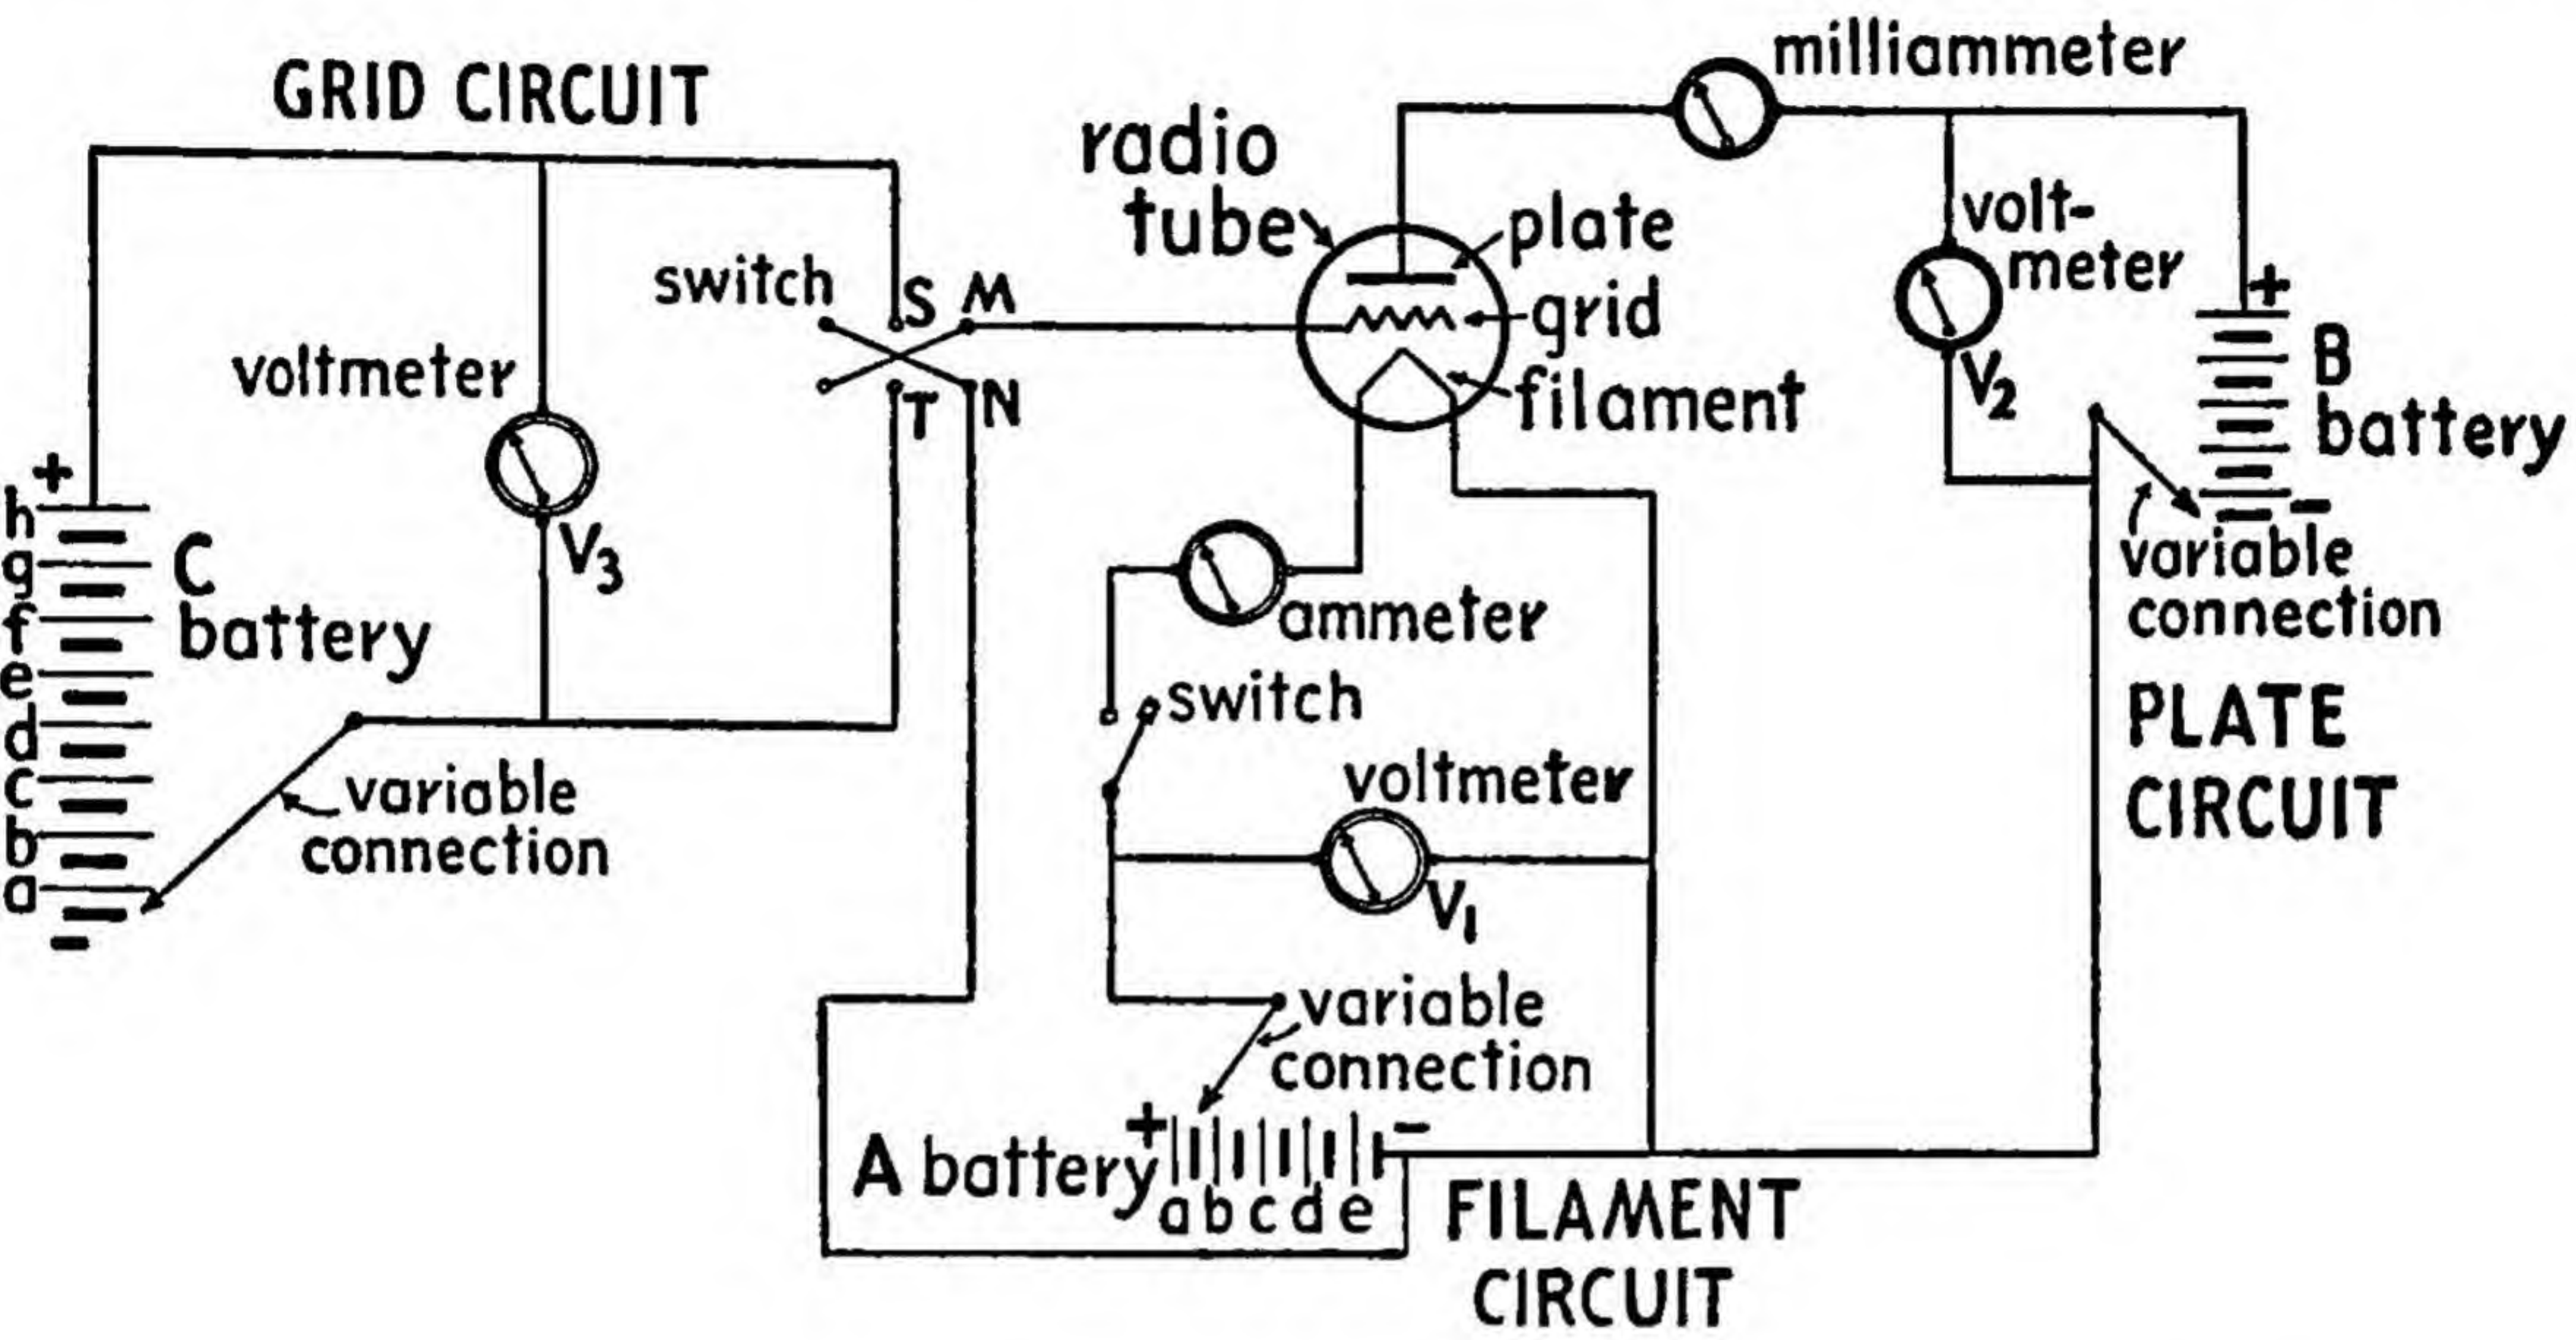 GRID CIRCUIT
milliammeter
radio
tube
plate
grid
filament
volt-
meter
V2
+
B
battery
-
variable
connection
PLATE
CIRCUIT
switch
S M
T N
voltmeter
V3
+
h
g
f
e
d
c
b
a
-
C
battery
variable
connection
ammeter
switch
voltmeter
V1
variable
connection
A battery
+ -
a b c d e
FILAMENT
CIRCUIT